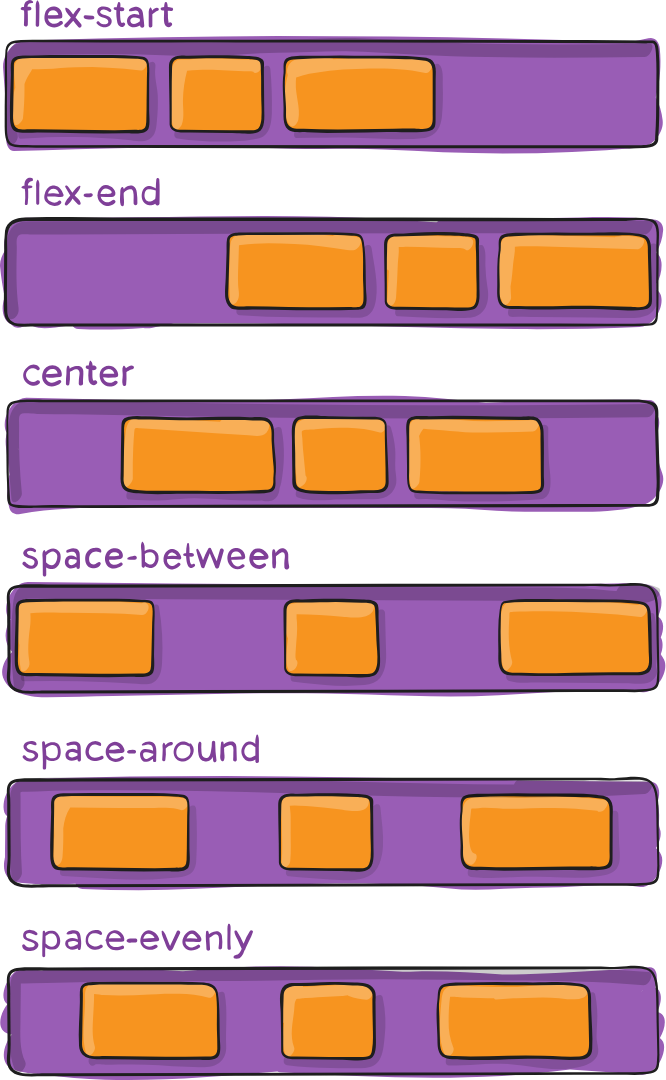 flex-start
flex-end
center
space-between
space-around
space-evenly